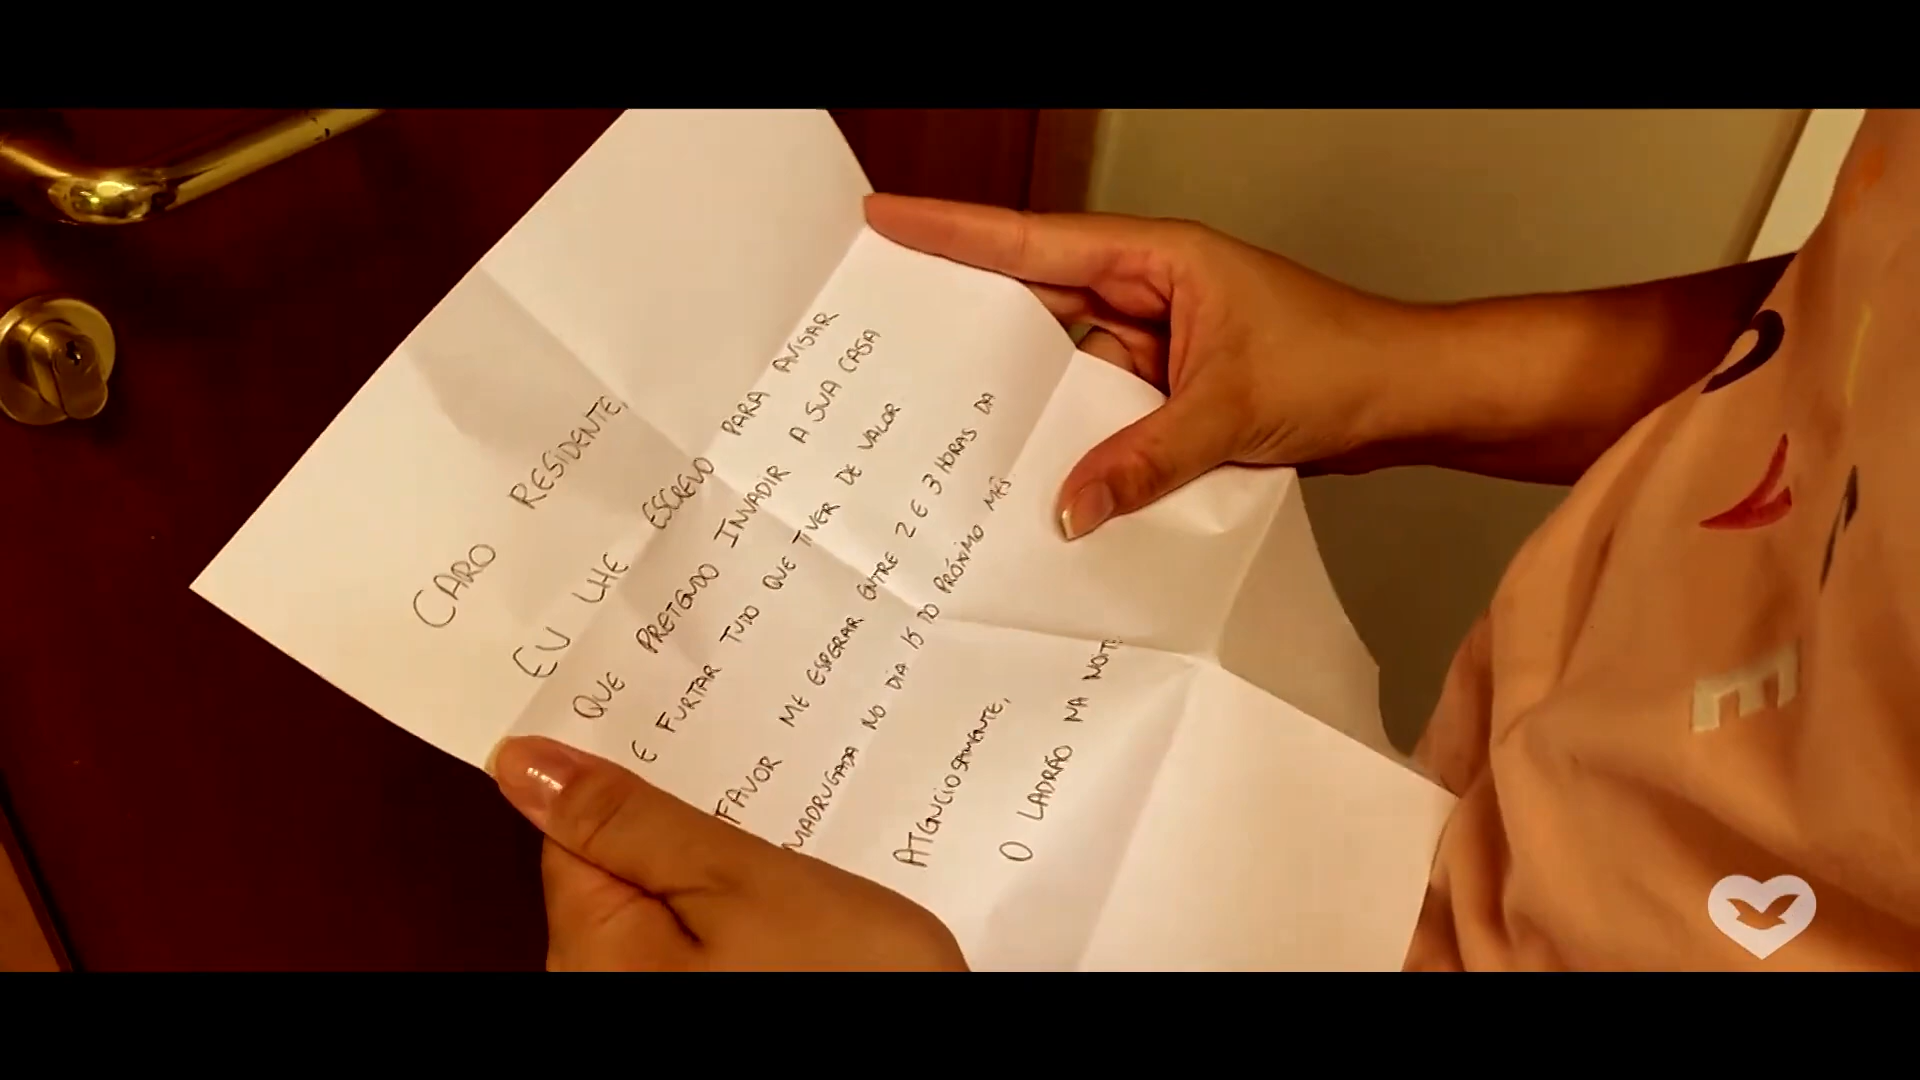 CARO RESIDENTE,
EU LHE ESCREVO PARA AVISAR
QUE PRETENDO INVADIR A SUA CASA
E FURTAR TUDO QUE TIVER DE VALOR
FAVOR ME ESPERAR ENTRE 2 E 3 HORAS DA
MADRUGADA NO DIA 15 DO PRÓXIMO MÊS
ATENCIOSAMENTE,
O LADRÃO NA NOITE
E